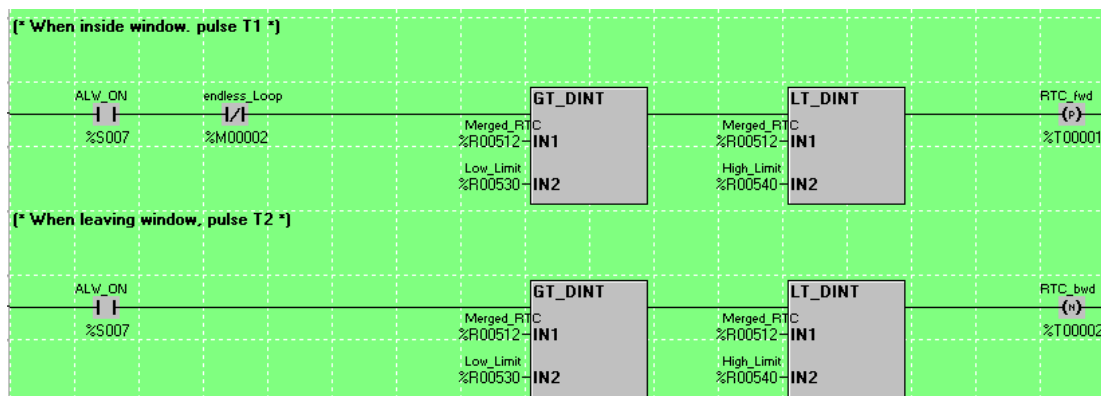 (* When inside window. pulse T1 *)
ALW_ON endless_Loop GT_DINT LT_DINT RTC_fwd
|/| (P)
%S007 %M00002 Merged_RTC Merged_RTC %T00001
%R00512 IN1 %R00512 IN1
Low_Limit High_Limit
%R00530 IN2 %R00540 IN2
(* When leaving window, pulse T2 *)
ALW_ON GT_DINT LT_DINT RTC_bwd
(N)
%S007 Merged_RTC Merged_RTC %T00002
%R00512 IN1 %R00512 IN1
Low_Limit High_Limit
%R00530 IN2 %R00540 IN2